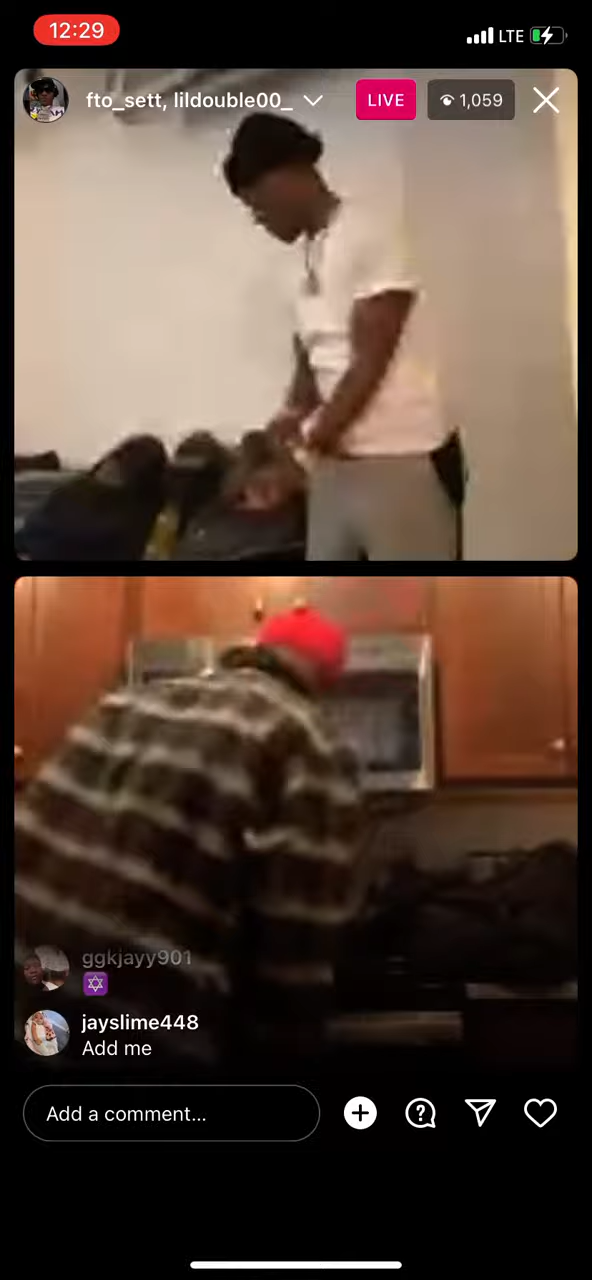 12:29
LTE
fto_sett, lildouble00_
LIVE
1,059
ggkjayy901
jayslime448
Add me
Add a comment...